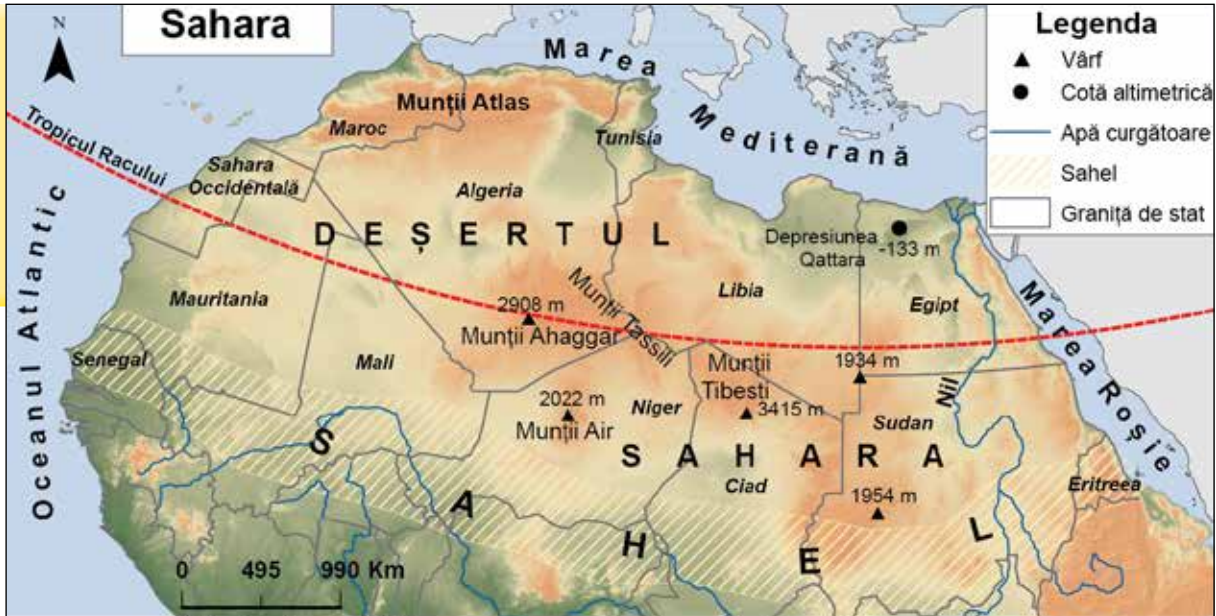 Sahara
N
Legenda
Vârf
Cotă altimetrică
Apă curgătoare
Sahel
Graniță de stat
Marea
Mediterană
Munții Atlas
Maroc
Tunisia
Tropicul Racului
Sahara
Occidentală
Algeria
Oceanul Atlantic
DEȘERTUL
Depresiunea
Qattara
-133 m
Libia
Egipt
Mauritania
Munții Tassili
2908 m
Munții Ahaggar
Marea Roșie
Senegal
Mali
Munții
Tibesti
1934 m
Nil
2022 m
Niger
3415 m
Munții Air
Sudan
SAHARA
Ciad
Eritreea
1954 m
SAHEL
0 495 990 Km